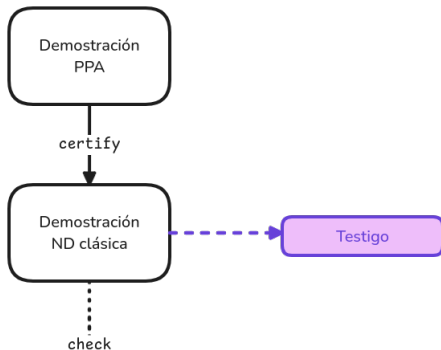 Demostración
PPA
certify
Demostración
ND clásica
Testigo
check